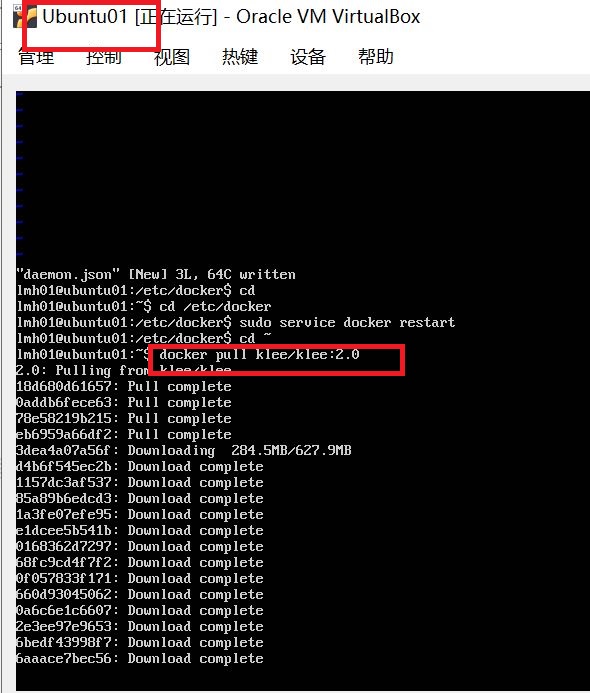 Ubuntu01 [正在运行] - Oracle VM VirtualBox
管理 控制 视图 热键 设备 帮助
~
~
~
~
~
~
~
~
~
~
~
"daemon.json" [New] 3L, 64C written
lmh01@ubuntu01:/etc/docker$ cd
lmh01@ubuntu01:~$ cd /etc/docker
lmh01@ubuntu01:/etc/docker$ sudo service docker restart
lmh01@ubuntu01:/etc/docker$ cd ~
lmh01@ubuntu01:~$ docker pull klee/klee:2.0
2.0: Pulling from klee/klee
18d680d61657: Pull complete
0addb6fece63: Pull complete
78e58219b215: Pull complete
eb6959a66df2: Pull complete
3dea4a07a56f: Downloading 284.5MB/627.9MB
d4b6f545ec2b: Download complete
1157dc3af537: Download complete
85a89b6edcd3: Download complete
1a3fe07efe95: Download complete
e1dcee5b541b: Download complete
0168362d7297: Download complete
68fc9cd4f7f2: Download complete
0f057833f171: Download complete
660d93045062: Download complete
0a6c6e1c6607: Download complete
2e3ee97e9653: Download complete
6bedf43998f7: Download complete
6aaace7bec56: Download complete